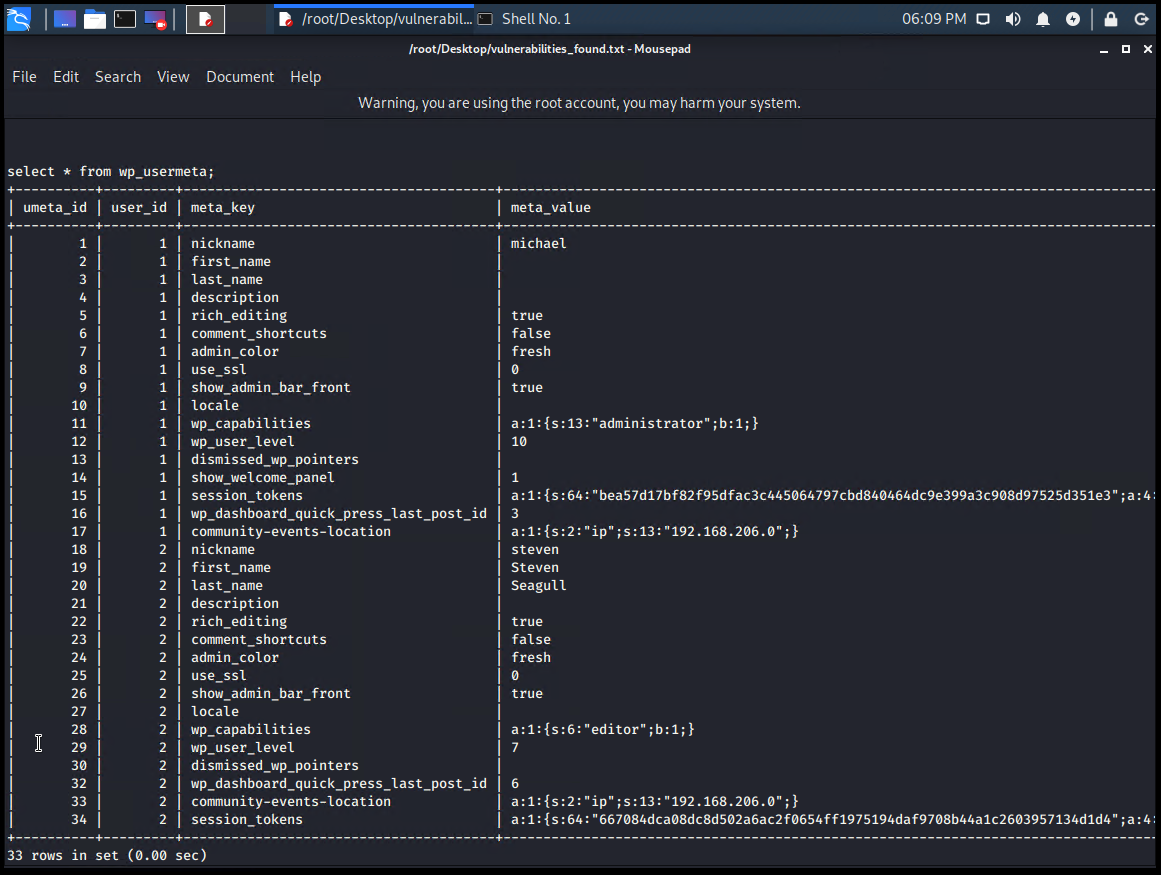 /root/Desktop/vulnerabil... Shell No. 1 06:09 PM
/root/Desktop/vulnerabilities_found.txt - Mousepad
File Edit Search View Document Help
Warning, you are using the root account, you may harm your system.
select * from wp_usermeta;
+----------+---------+----------------------------------------+----------------------------------------------------------------------------------
| umeta_id | user_id | meta_key | meta_value
+----------+---------+----------------------------------------+----------------------------------------------------------------------------------
| 1 | 1 | nickname | michael
| 2 | 1 | first_name |
| 3 | 1 | last_name |
| 4 | 1 | description |
| 5 | 1 | rich_editing | true
| 6 | 1 | comment_shortcuts | false
| 7 | 1 | admin_color | fresh
| 8 | 1 | use_ssl | 0
| 9 | 1 | show_admin_bar_front | true
| 10 | 1 | locale |
| 11 | 1 | wp_capabilities | a:1:{s:13:"administrator";b:1;}
| 12 | 1 | wp_user_level | 10
| 13 | 1 | dismissed_wp_pointers |
| 14 | 1 | show_welcome_panel | 1
| 15 | 1 | session_tokens | a:1:{s:64:"bea57d17bf82f95dfac3c445064797cbd840464dc9e399a3c908d97525d351e3";a:4:
| 16 | 1 | wp_dashboard_quick_press_last_post_id | 3
| 17 | 1 | community-events-location | a:1:{s:2:"ip";s:13:"192.168.206.0";}
| 18 | 2 | nickname | steven
| 19 | 2 | first_name | Steven
| 20 | 2 | last_name | Seagull
| 21 | 2 | description |
| 22 | 2 | rich_editing | true
| 23 | 2 | comment_shortcuts | false
| 24 | 2 | admin_color | fresh
| 25 | 2 | use_ssl | 0
| 26 | 2 | show_admin_bar_front | true
| 27 | 2 | locale |
| 28 | 2 | wp_capabilities | a:1:{s:6:"editor";b:1;}
| 29 | 2 | wp_user_level | 7
| 30 | 2 | dismissed_wp_pointers |
| 32 | 2 | wp_dashboard_quick_press_last_post_id | 6
| 33 | 2 | community-events-location | a:1:{s:2:"ip";s:13:"192.168.206.0";}
| 34 | 2 | session_tokens | a:1:{s:64:"667084dca08dc8d502a6ac2f0654ff1975194daf9708b44a1c2603957134d1d4";a:4:
+----------+---------+----------------------------------------+----------------------------------------------------------------------------------
33 rows in set (0.00 sec)